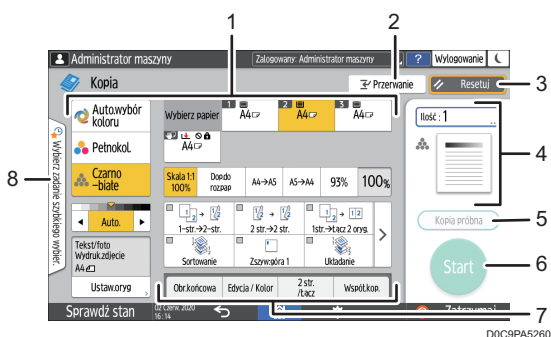 1
2
Administrator maszyny
Zalogowany: Administrator maszyny
?
Wylogowanie
Kopia
Przerwanie
Resetuj
3
Auto.wybór
koloru
Pełnokol.
Czarno
-białe
Auto.
Tekst/foto
Wydruk.zdjęcie
A4
Ustaw.oryg
Wybierz papier
1
A4
2
A4
3
A4
A4
Skala 1:1
100%
Dop.do
rozpap
A4→A5
A5→A4
93%
100%
1-str.→2-str.
2 str.→2 str.
1str.→Łącz 2 oryg.
Sortowanie
Zszyw:góra 1
Układanie
Obr.końcowa
Edycja / Kolor
2 str.
/Łącz
Współ.kop.
Ilość : 1
4
Kopia próbna
5
Start
6
7
8
Wybierz zadanie szybkiego wybier.
Sprawdź stan
02 Czerw. 2020
16:14
Zatrzymaj
D0C9PA5260